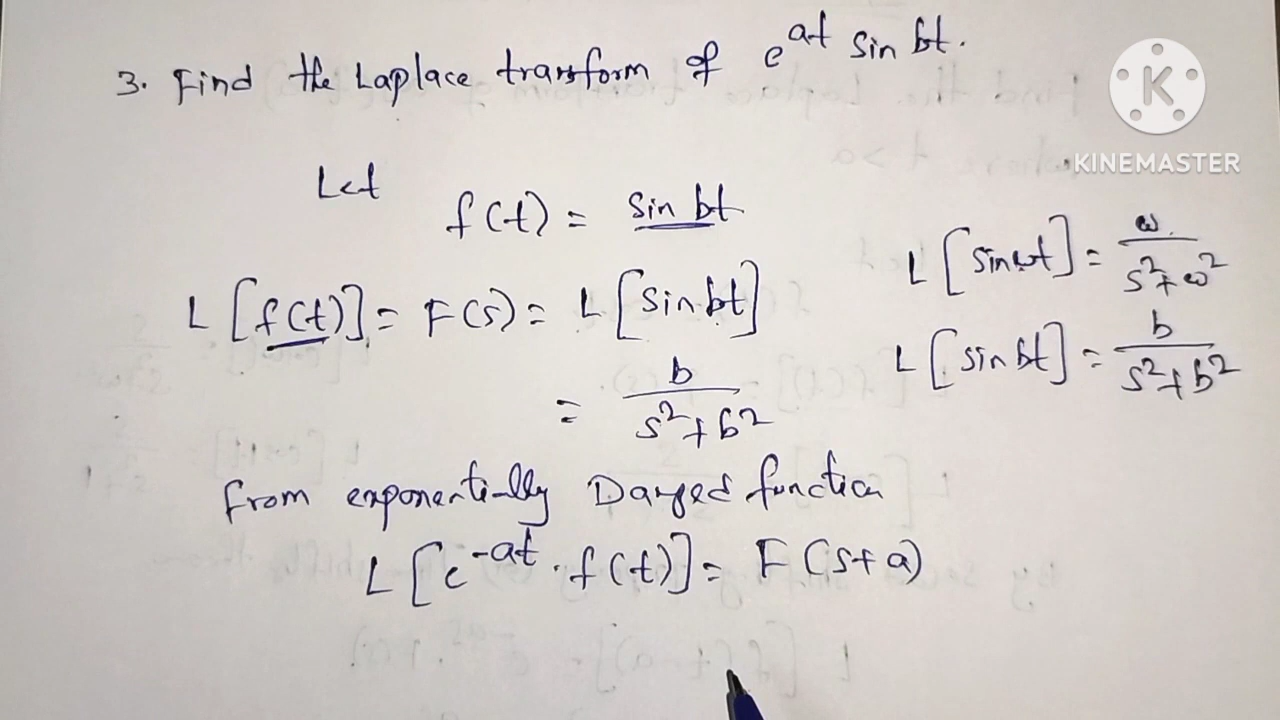 3. Find the Laplace transform of e^at sin bt.
K
KINEMASTER
Let
f(t) = sin bt
L[f(t)] = F(s) = L[sin bt]
= b/(s²+b²)
L[sin ωt] = ω/(s²+ω²)
L[sin bt] = b/(s²+b²)
from exponentially Damped function
L[e^-at . f(t)] = F(s+a)